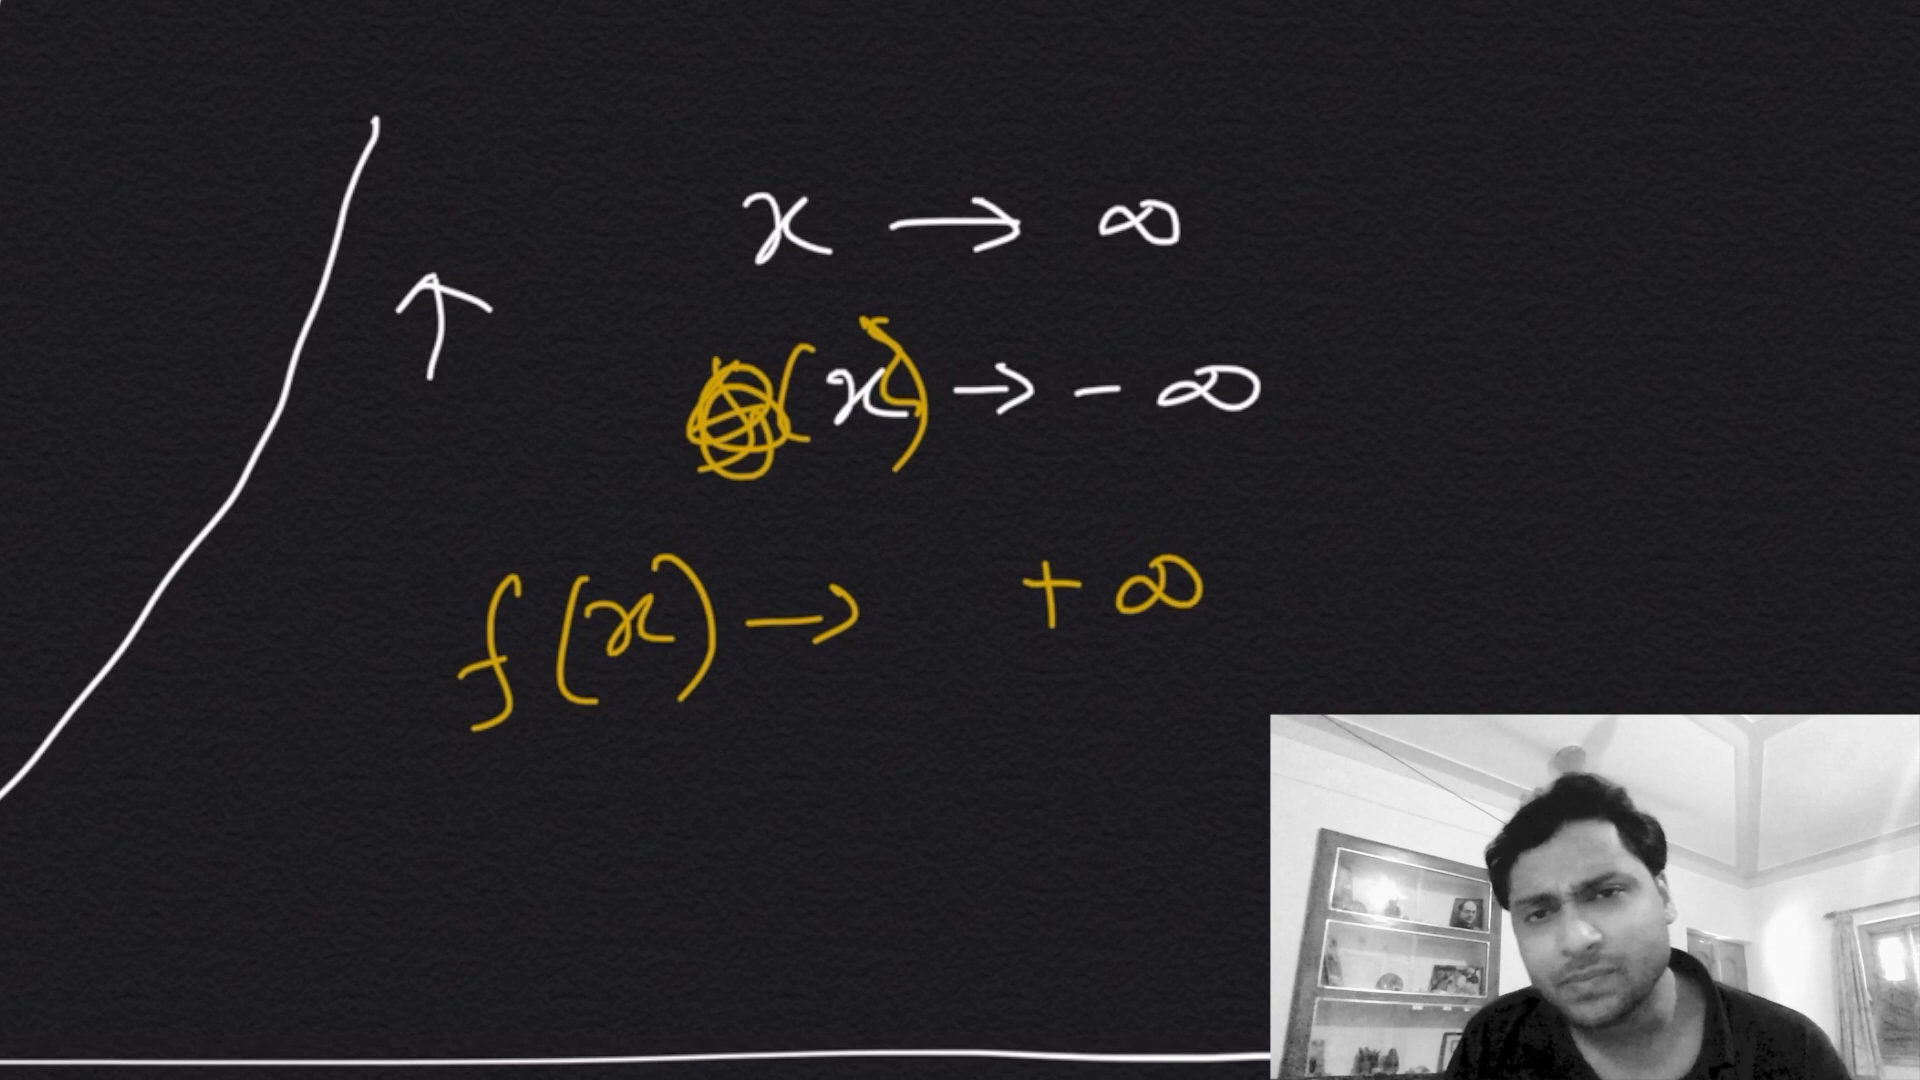 x → ∞
(x) → - ∞
f(x) → + ∞